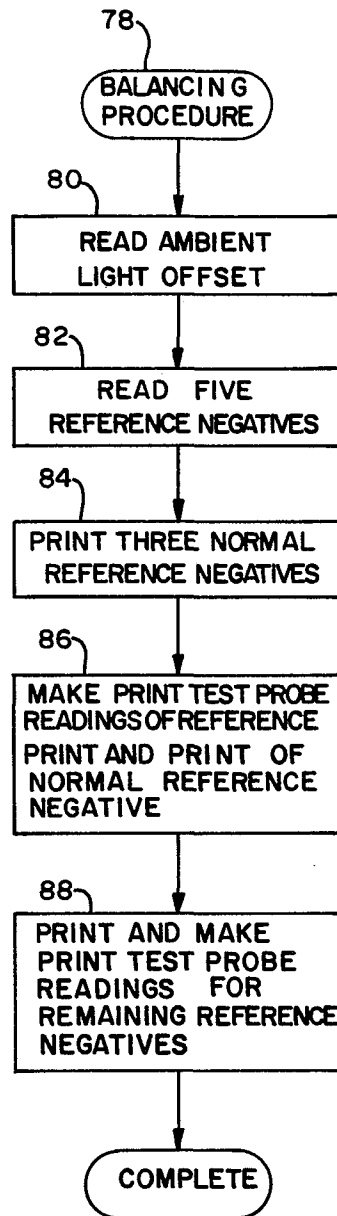 78
BALANCING
PROCEDURE
80
READ AMBIENT
LIGHT OFFSET
82
READ FIVE
REFERENCE NEGATIVES
84
PRINT THREE NORMAL
REFERENCE NEGATIVES
86
MAKE PRINT TEST PROBE
READINGS OF REFERENCE
PRINT AND PRINT OF
NORMAL REFERENCE
NEGATIVE
88
PRINT AND MAKE
PRINT TEST PROBE
READINGS FOR
REMAINING REFERENCE
NEGATIVES
COMPLETE